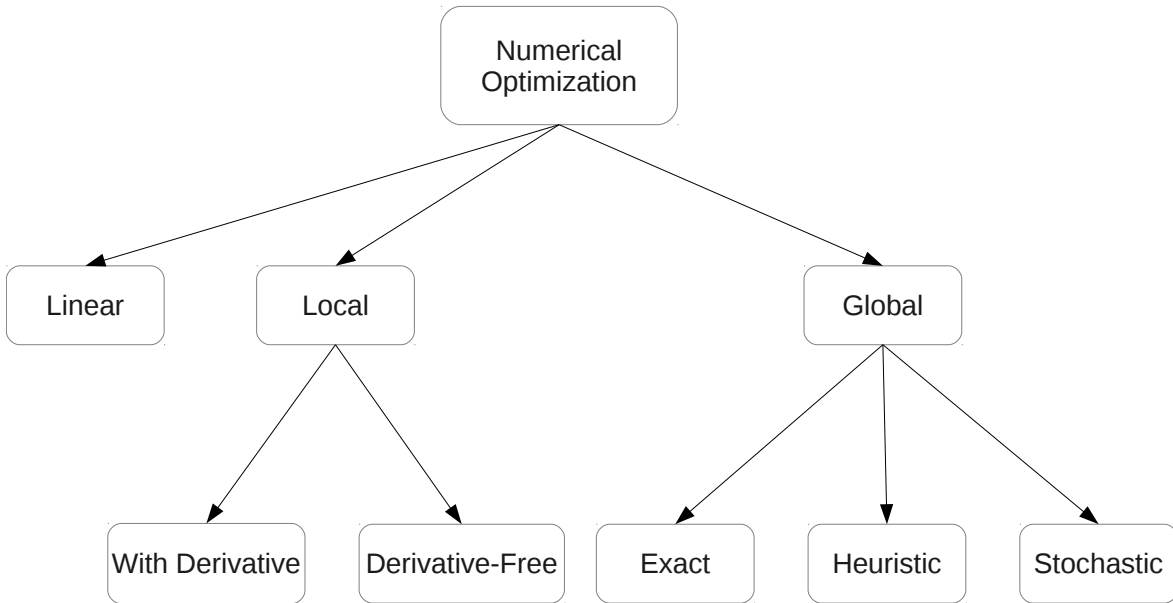 Numerical
Optimization
Linear
Local
Global
With Derivative
Derivative-Free
Exact
Heuristic
Stochastic